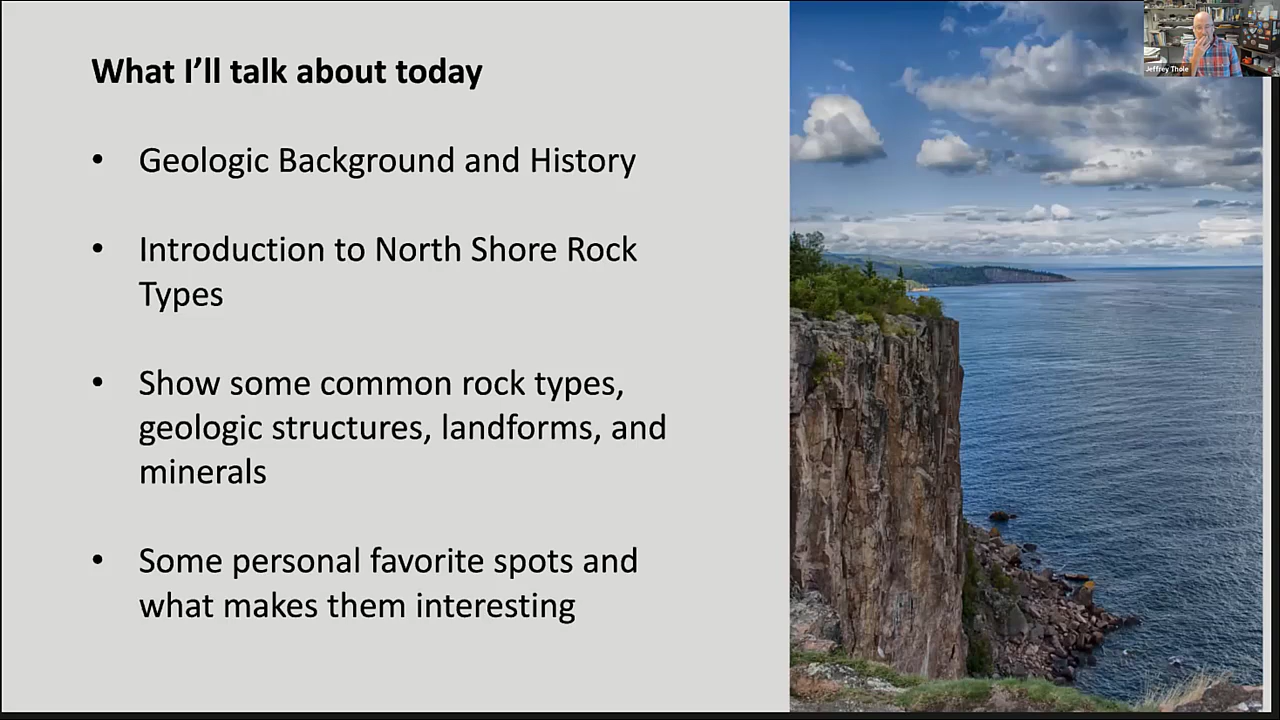 What I’ll talk about today
• Geologic Background and History
• Introduction to North Shore Rock
Types
• Show some common rock types,
geologic structures, landforms, and
minerals
• Some personal favorite spots and
what makes them interesting
Jeffrey Thole